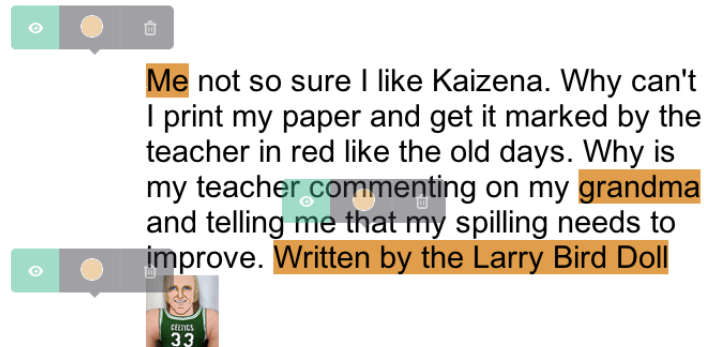 Me not so sure I like Kaizena. Why can't
I print my paper and get it marked by the
teacher in red like the old days. Why is
my teacher commenting on my grandma
and telling me that my spilling needs to
improve. Written by the Larry Bird Doll
CELTICS
33